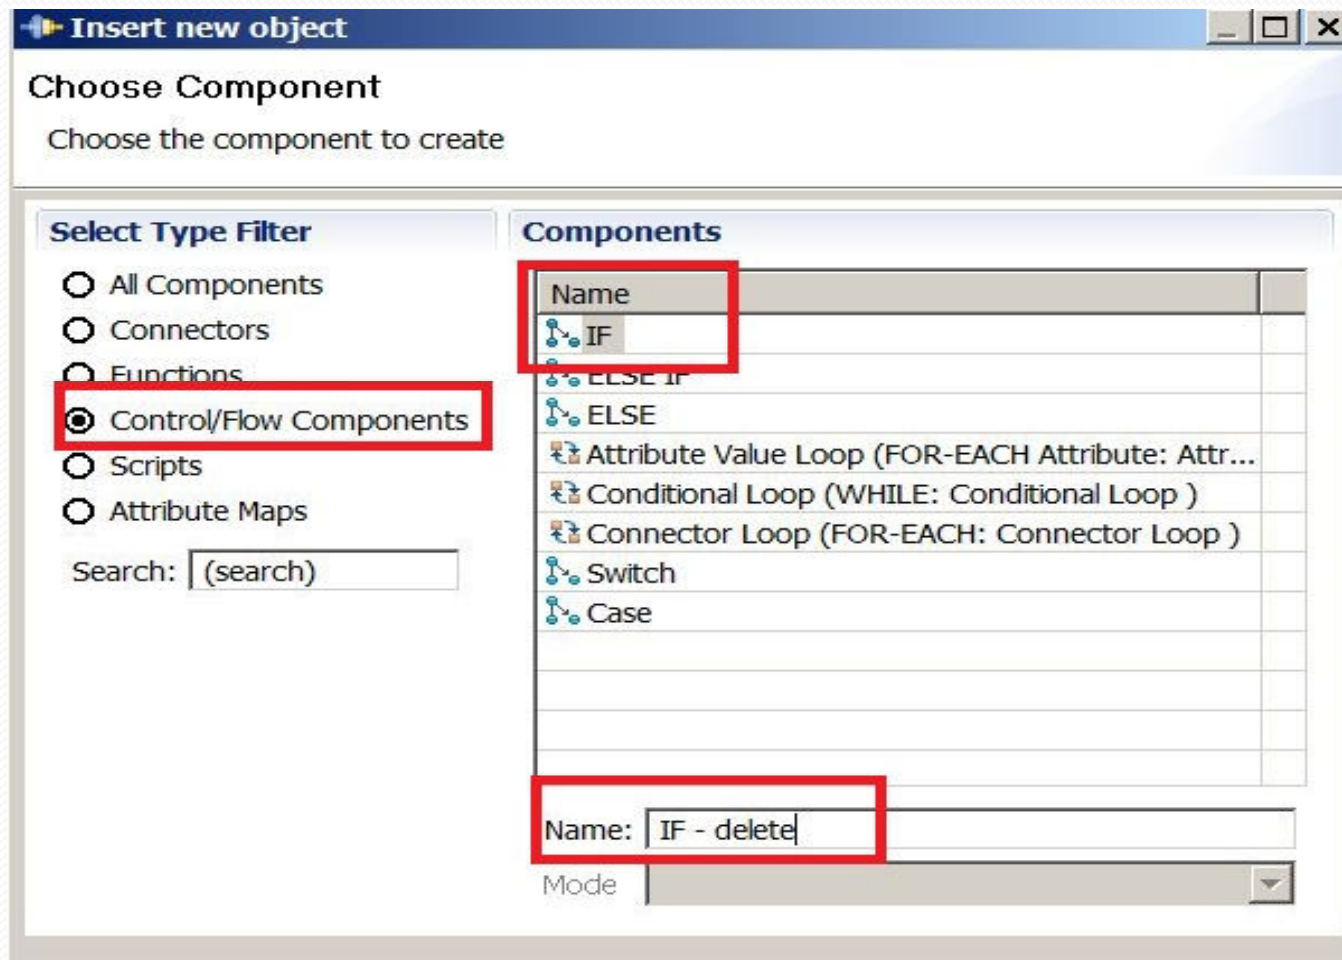 Insert new object
Choose Component
Choose the component to create
Select Type Filter
All Components
Connectors
Functions
Control/Flow Components
Scripts
Attribute Maps
Search: (search)
Components
Name
IF
ELSE IF
ELSE
Attribute Value Loop (FOR-EACH Attribute: Attr...
Conditional Loop (WHILE: Conditional Loop )
Connector Loop (FOR-EACH: Connector Loop )
Switch
Case
Name: IF - delete
Mode